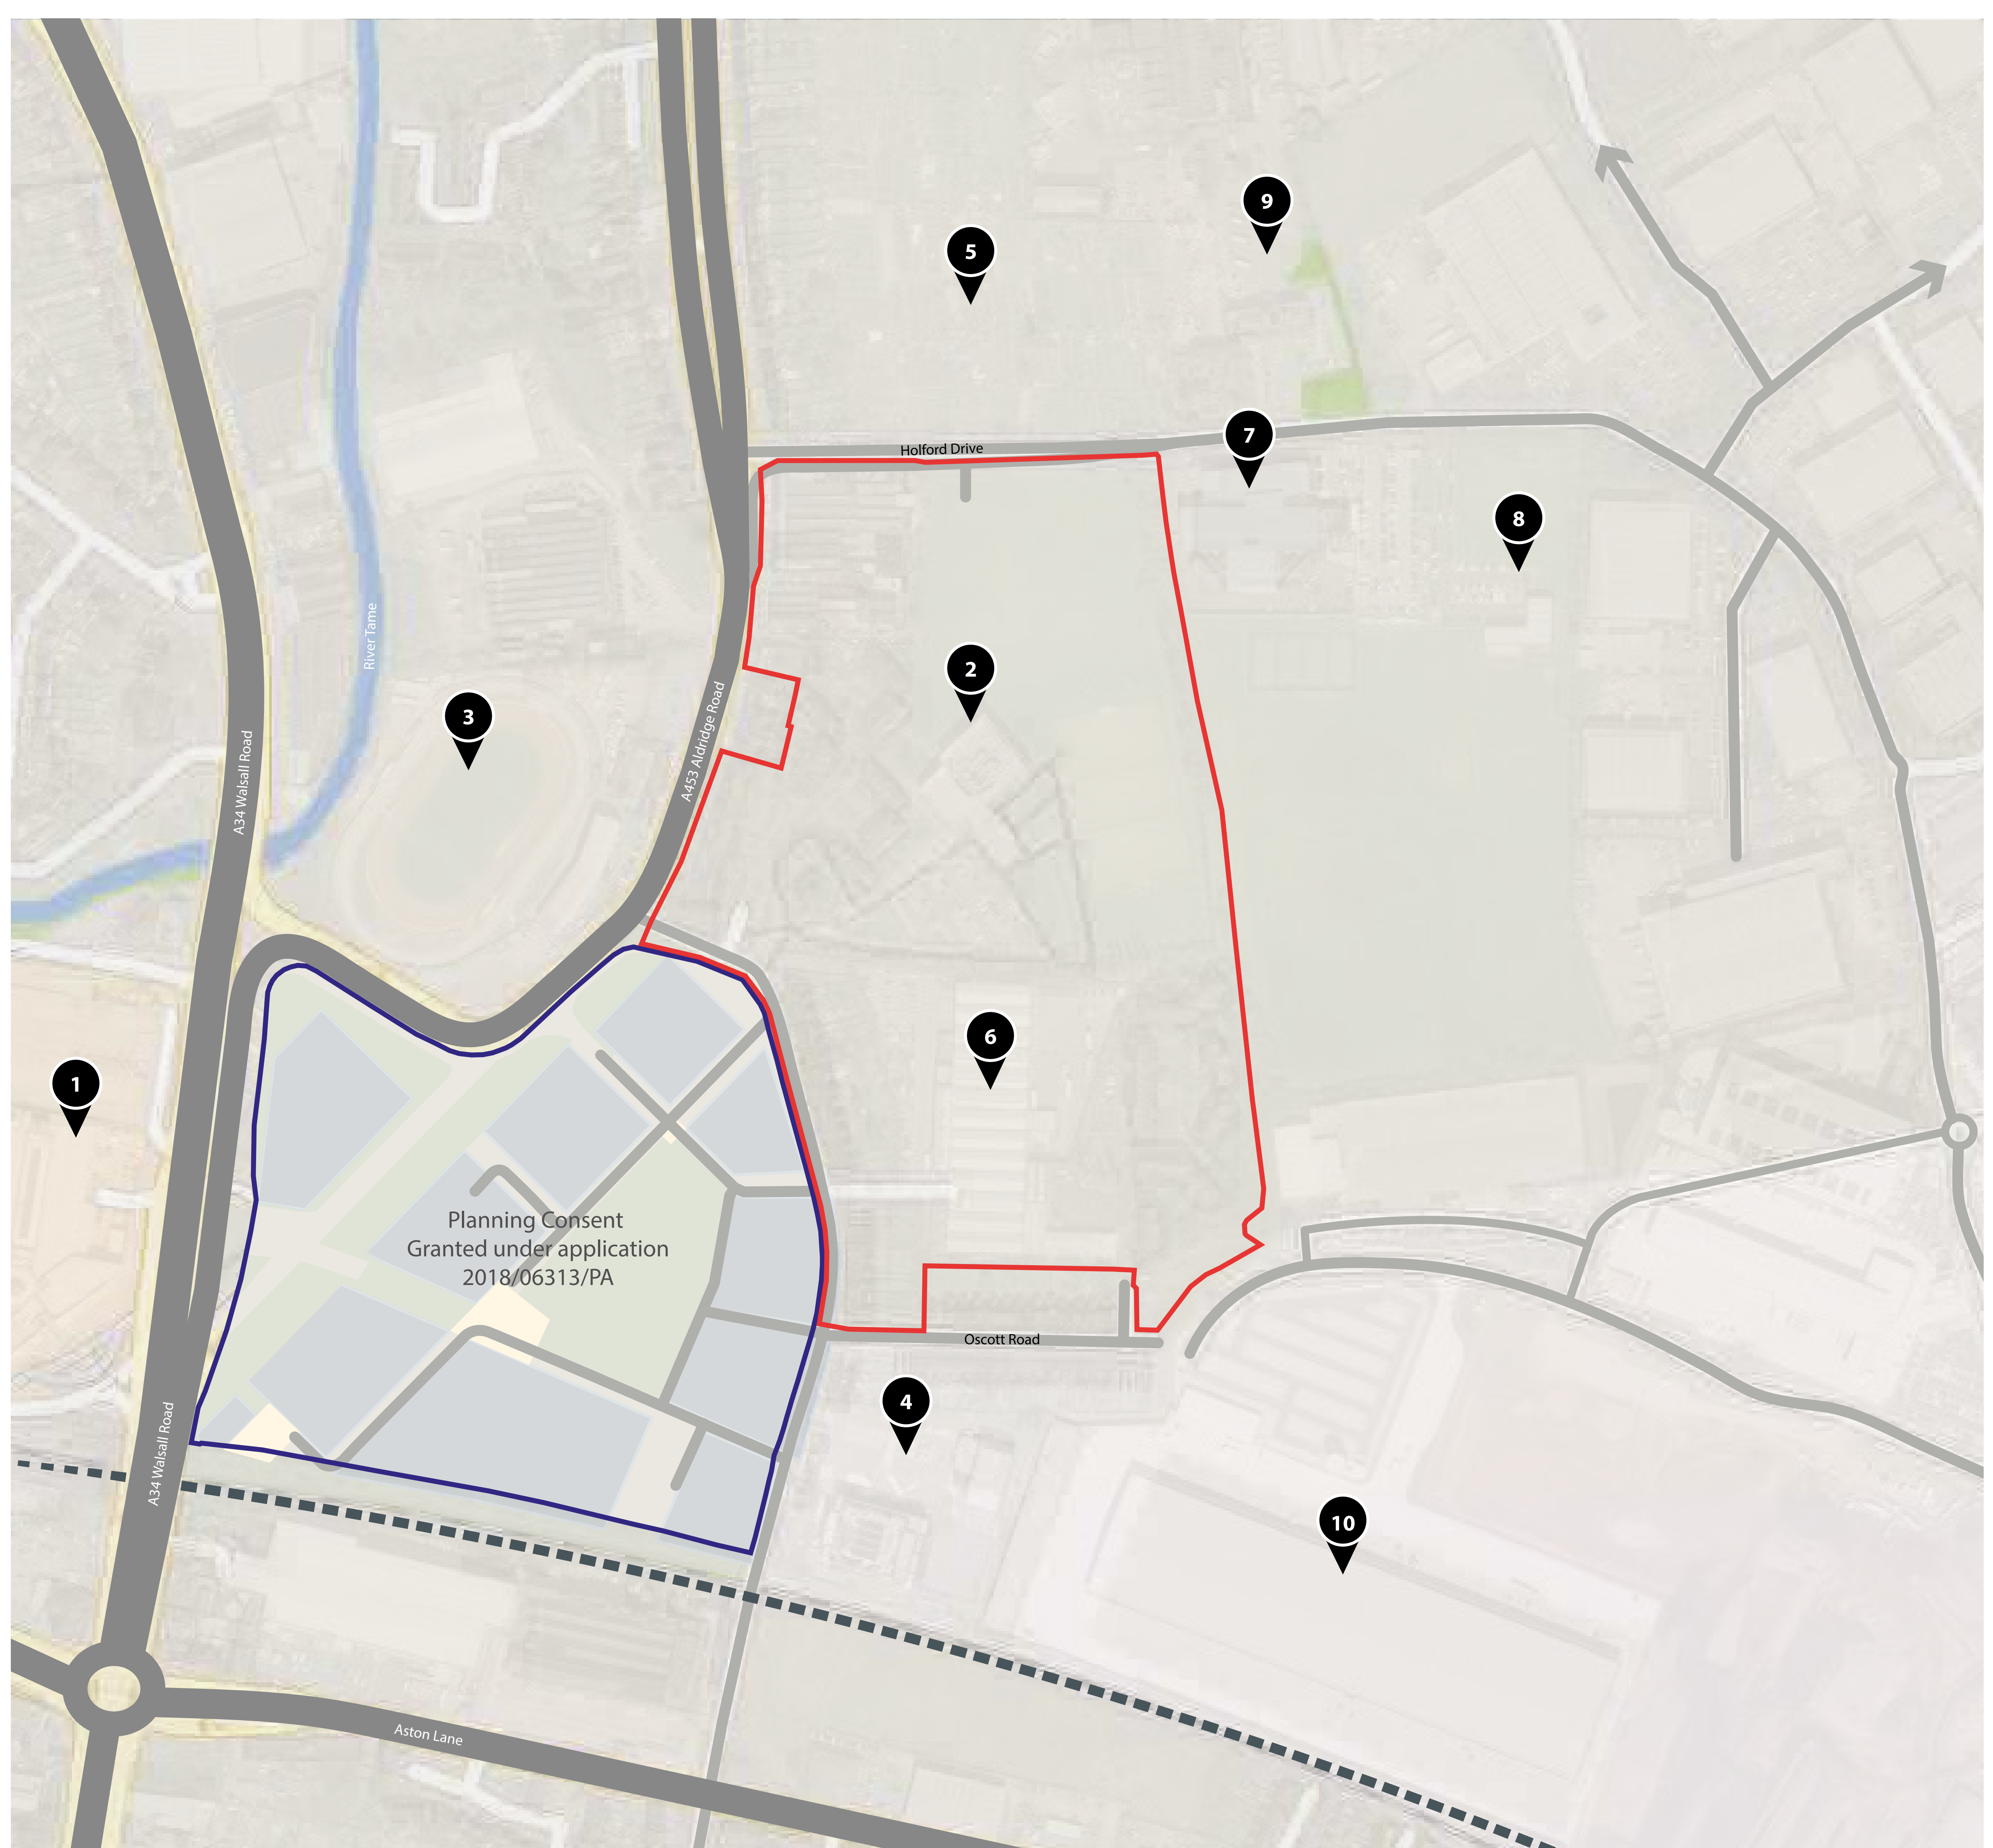 9
5
7
Holford Drive
8
River Tame
2
3
A453 Aldridge Road
A34 Walsall Road
6
1
Planning Consent
Granted under application
2018/06313/PA
Oscott Road
4
A34 Walsall Road
10
Aston Lane